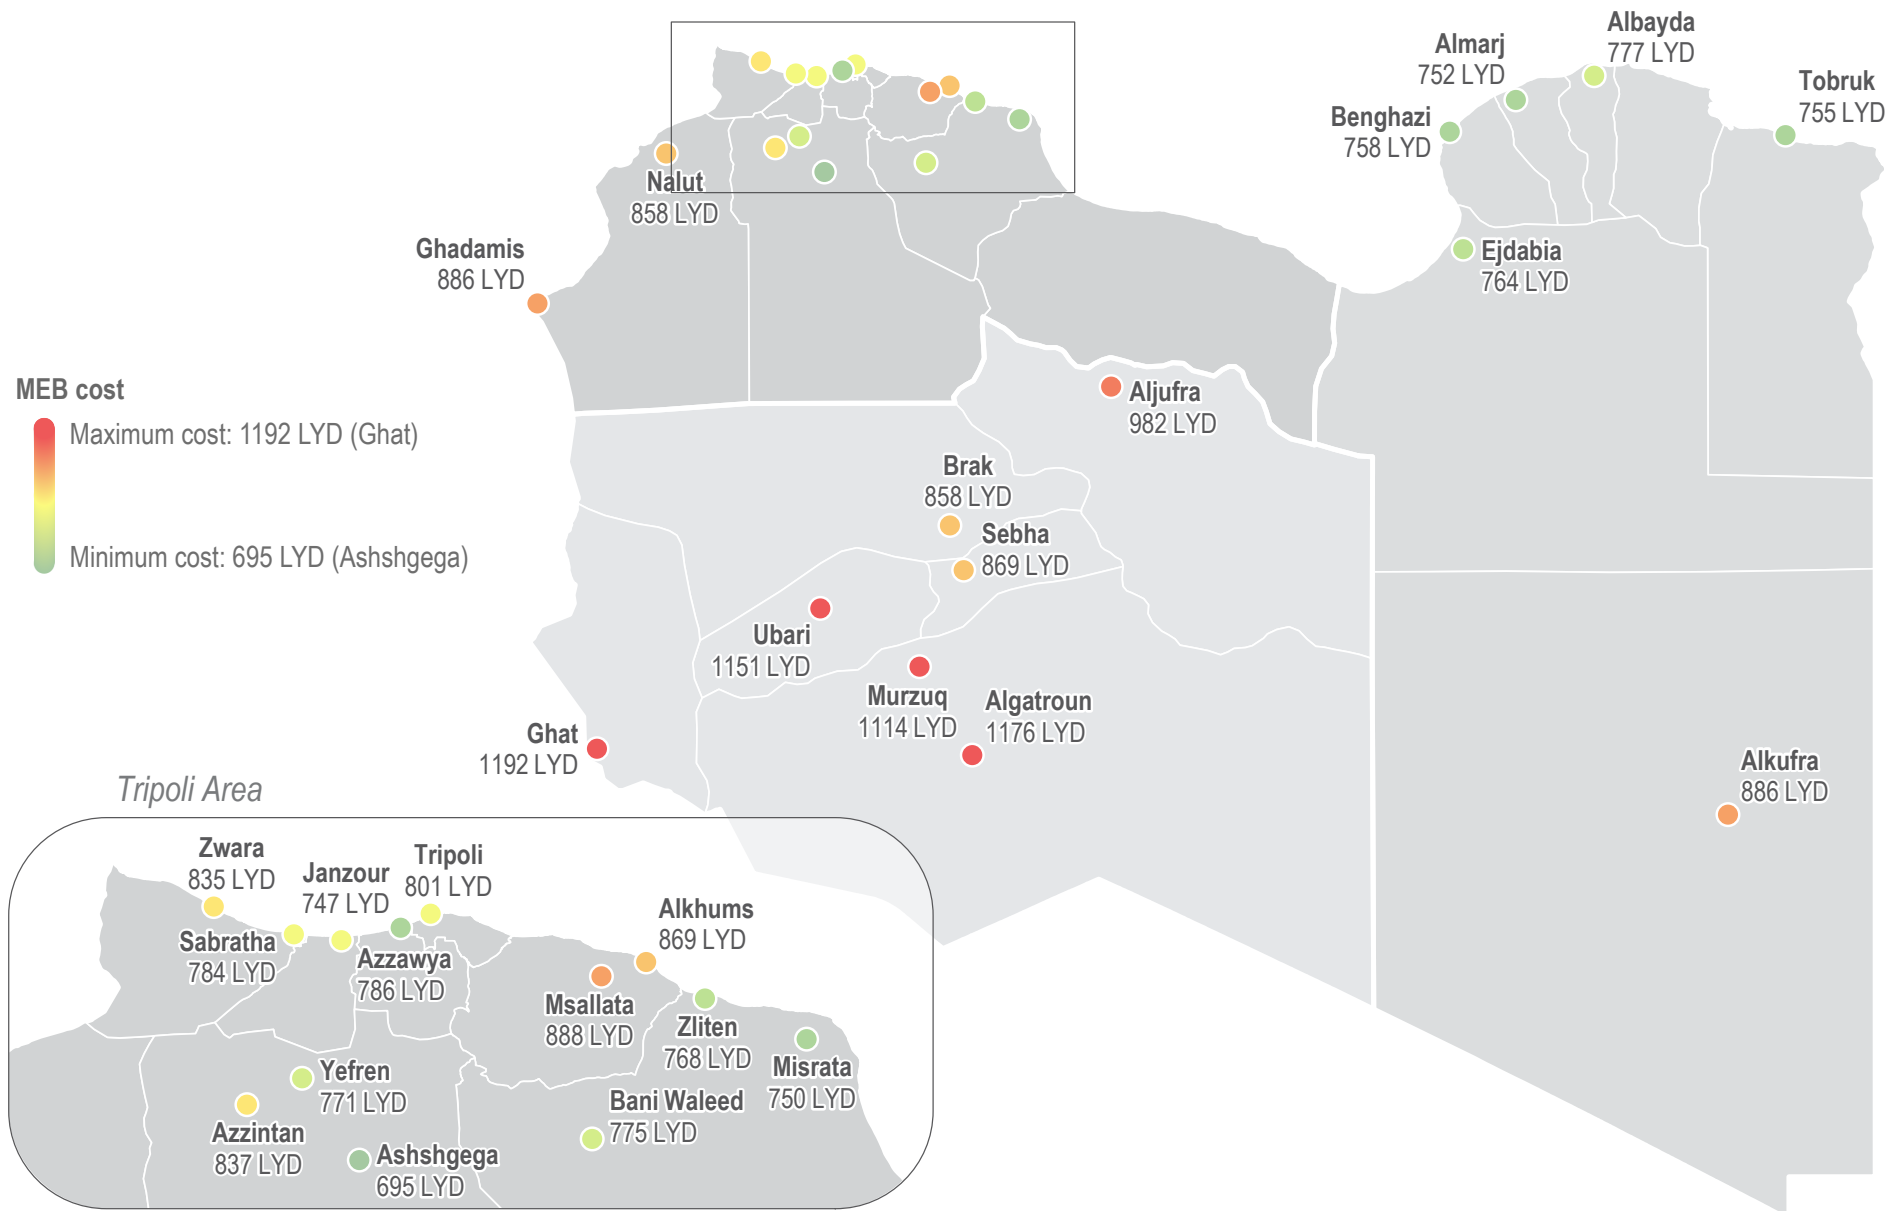 Albayda
777 LYD
Almarj
752 LYD
Tobruk
755 LYD
Benghazi
758 LYD
Nalut
858 LYD
Ghadamis
886 LYD
Ejdabia
764 LYD
MEB cost
Maximum cost: 1192 LYD (Ghat)
Minimum cost: 695 LYD (Ashshgega)
Aljufra
982 LYD
Brak
858 LYD
Sebha
869 LYD
Ubari
1151 LYD
Murzuq
1114 LYD
Algatroun
1176 LYD
Ghat
1192 LYD
Alkufra
886 LYD
Tripoli Area
Zwara
835 LYD
Janzour
747 LYD
Tripoli
801 LYD
Alkhums
869 LYD
Sabratha
784 LYD
Azzawya
786 LYD
Msallata
888 LYD
Zliten
768 LYD
Misrata
750 LYD
Yefren
771 LYD
Bani Waleed
775 LYD
Azzintan
837 LYD
Ashshgega
695 LYD